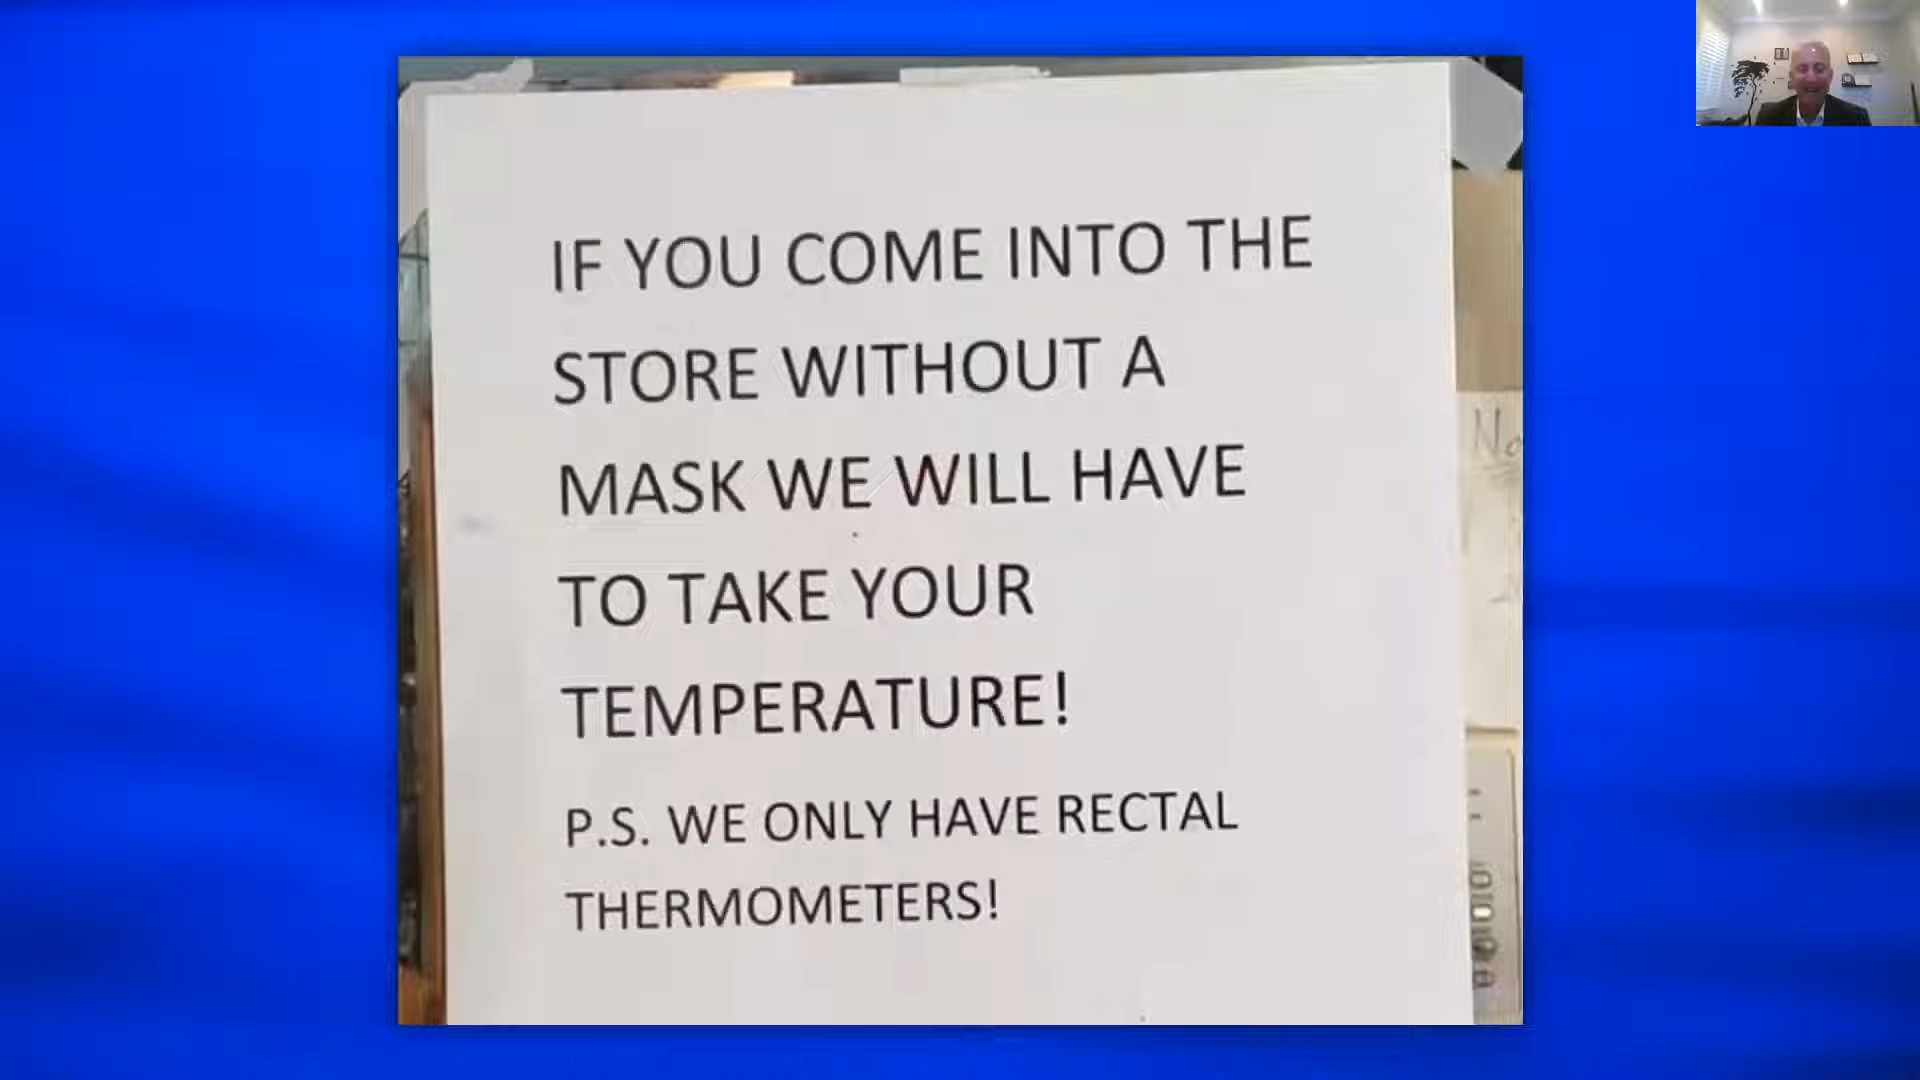 IF YOU COME INTO THE
STORE WITHOUT A
MASK WE WILL HAVE
TO TAKE YOUR
TEMPERATURE!
P.S. WE ONLY HAVE RECTAL
THERMOMETERS!